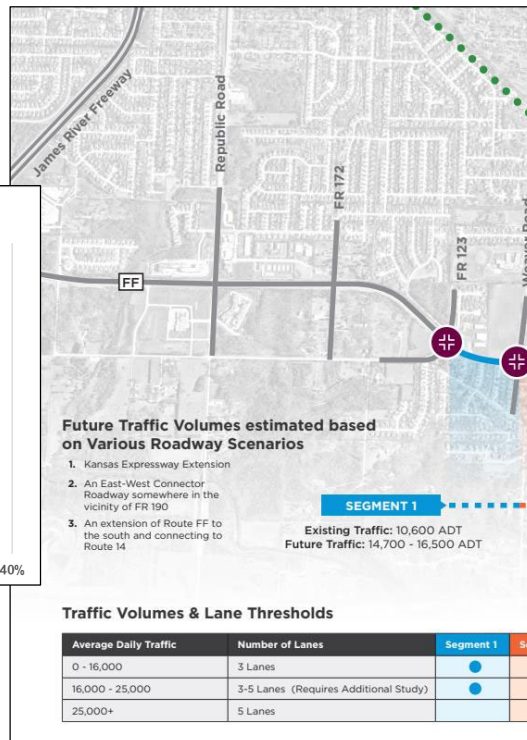 James River Freeway
Republic Road
FR 172
FR 123
Weaver Road
FF
40%
Future Traffic Volumes estimated based
on Various Roadway Scenarios
1. Kansas Expressway Extension
2. An East-West Connector
Roadway somewhere in the
vicinity of FR 190
3. An extension of Route FF to
the south and connecting to
Route 14
SEGMENT 1
Existing Traffic: 10,600 ADT
Future Traffic: 14,700 - 16,500 ADT
Traffic Volumes & Lane Thresholds
Average Daily Traffic Number of Lanes Segment 1 Se
0 - 16,000 3 Lanes
16,000 - 25,000 3-5 Lanes (Requires Additional Study)
25,000+ 5 Lanes